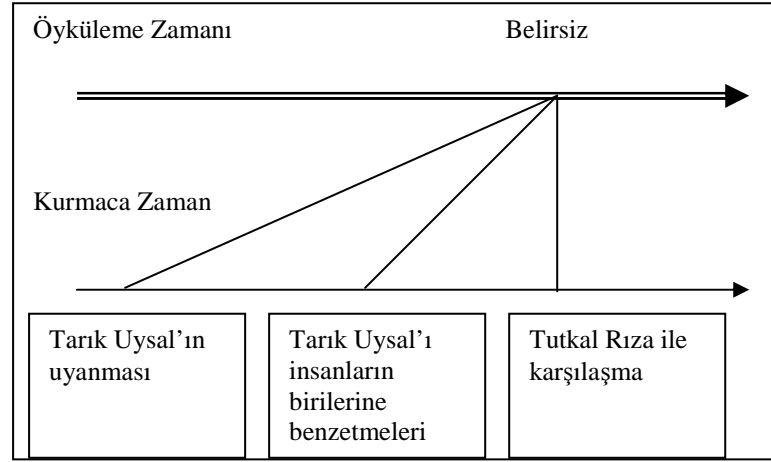 Öyküleme Zamanı Belirsiz
Kurmaca Zaman
Tarık Uysal’ın
uyanması
Tarık Uysal’ı
insanların
birilerine
benzetmeleri
Tutkal Rıza ile
karşılaşma